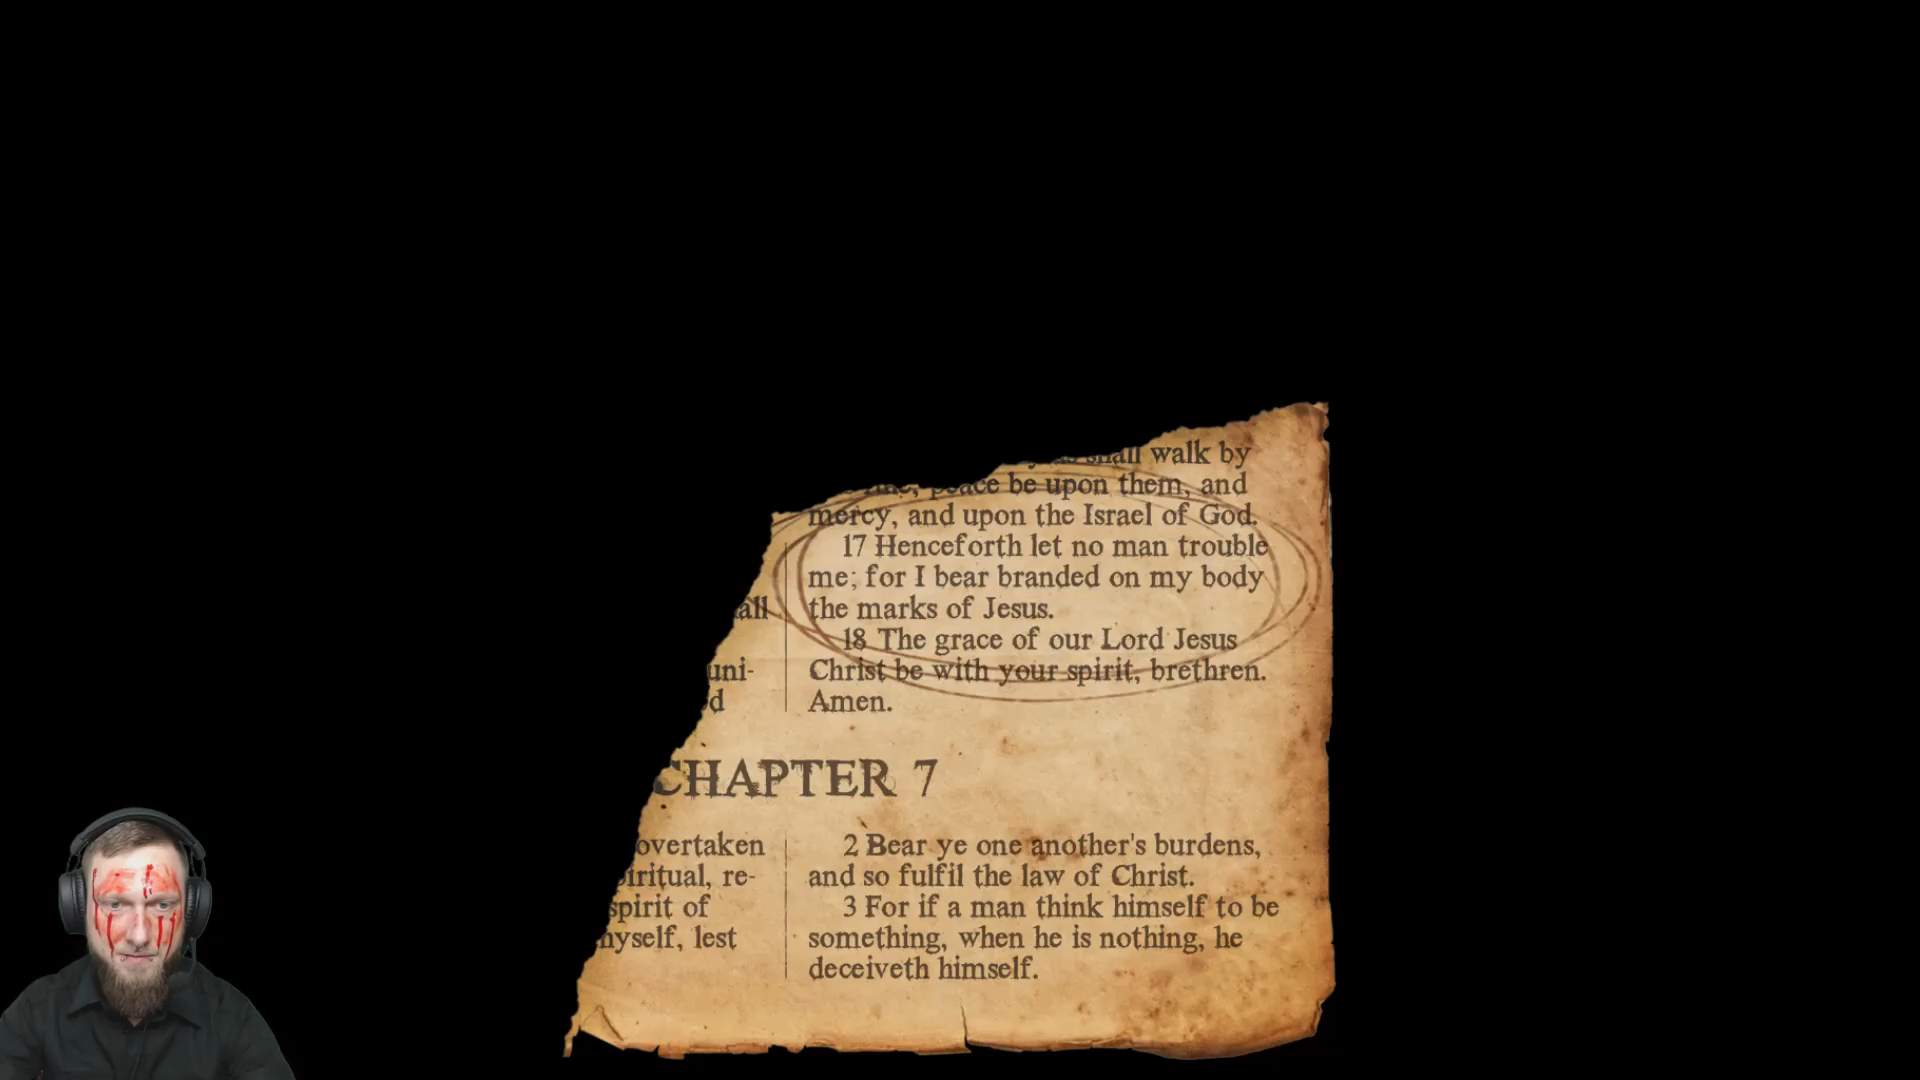 shall walk by
peace be upon them, and
mercy, and upon the Israel of God.
17 Henceforth let no man trouble
me; for I bear branded on my body
the marks of Jesus.
18 The grace of our Lord Jesus
Christ be with your spirit, brethren.
Amen.
all
uni-
d
CHAPTER 7
overtaken
iritual, re-
spirit of
hyself, lest
2 Bear ye one another's burdens,
and so fulfil the law of Christ.
3 For if a man think himself to be
something, when he is nothing, he
deceiveth himself.